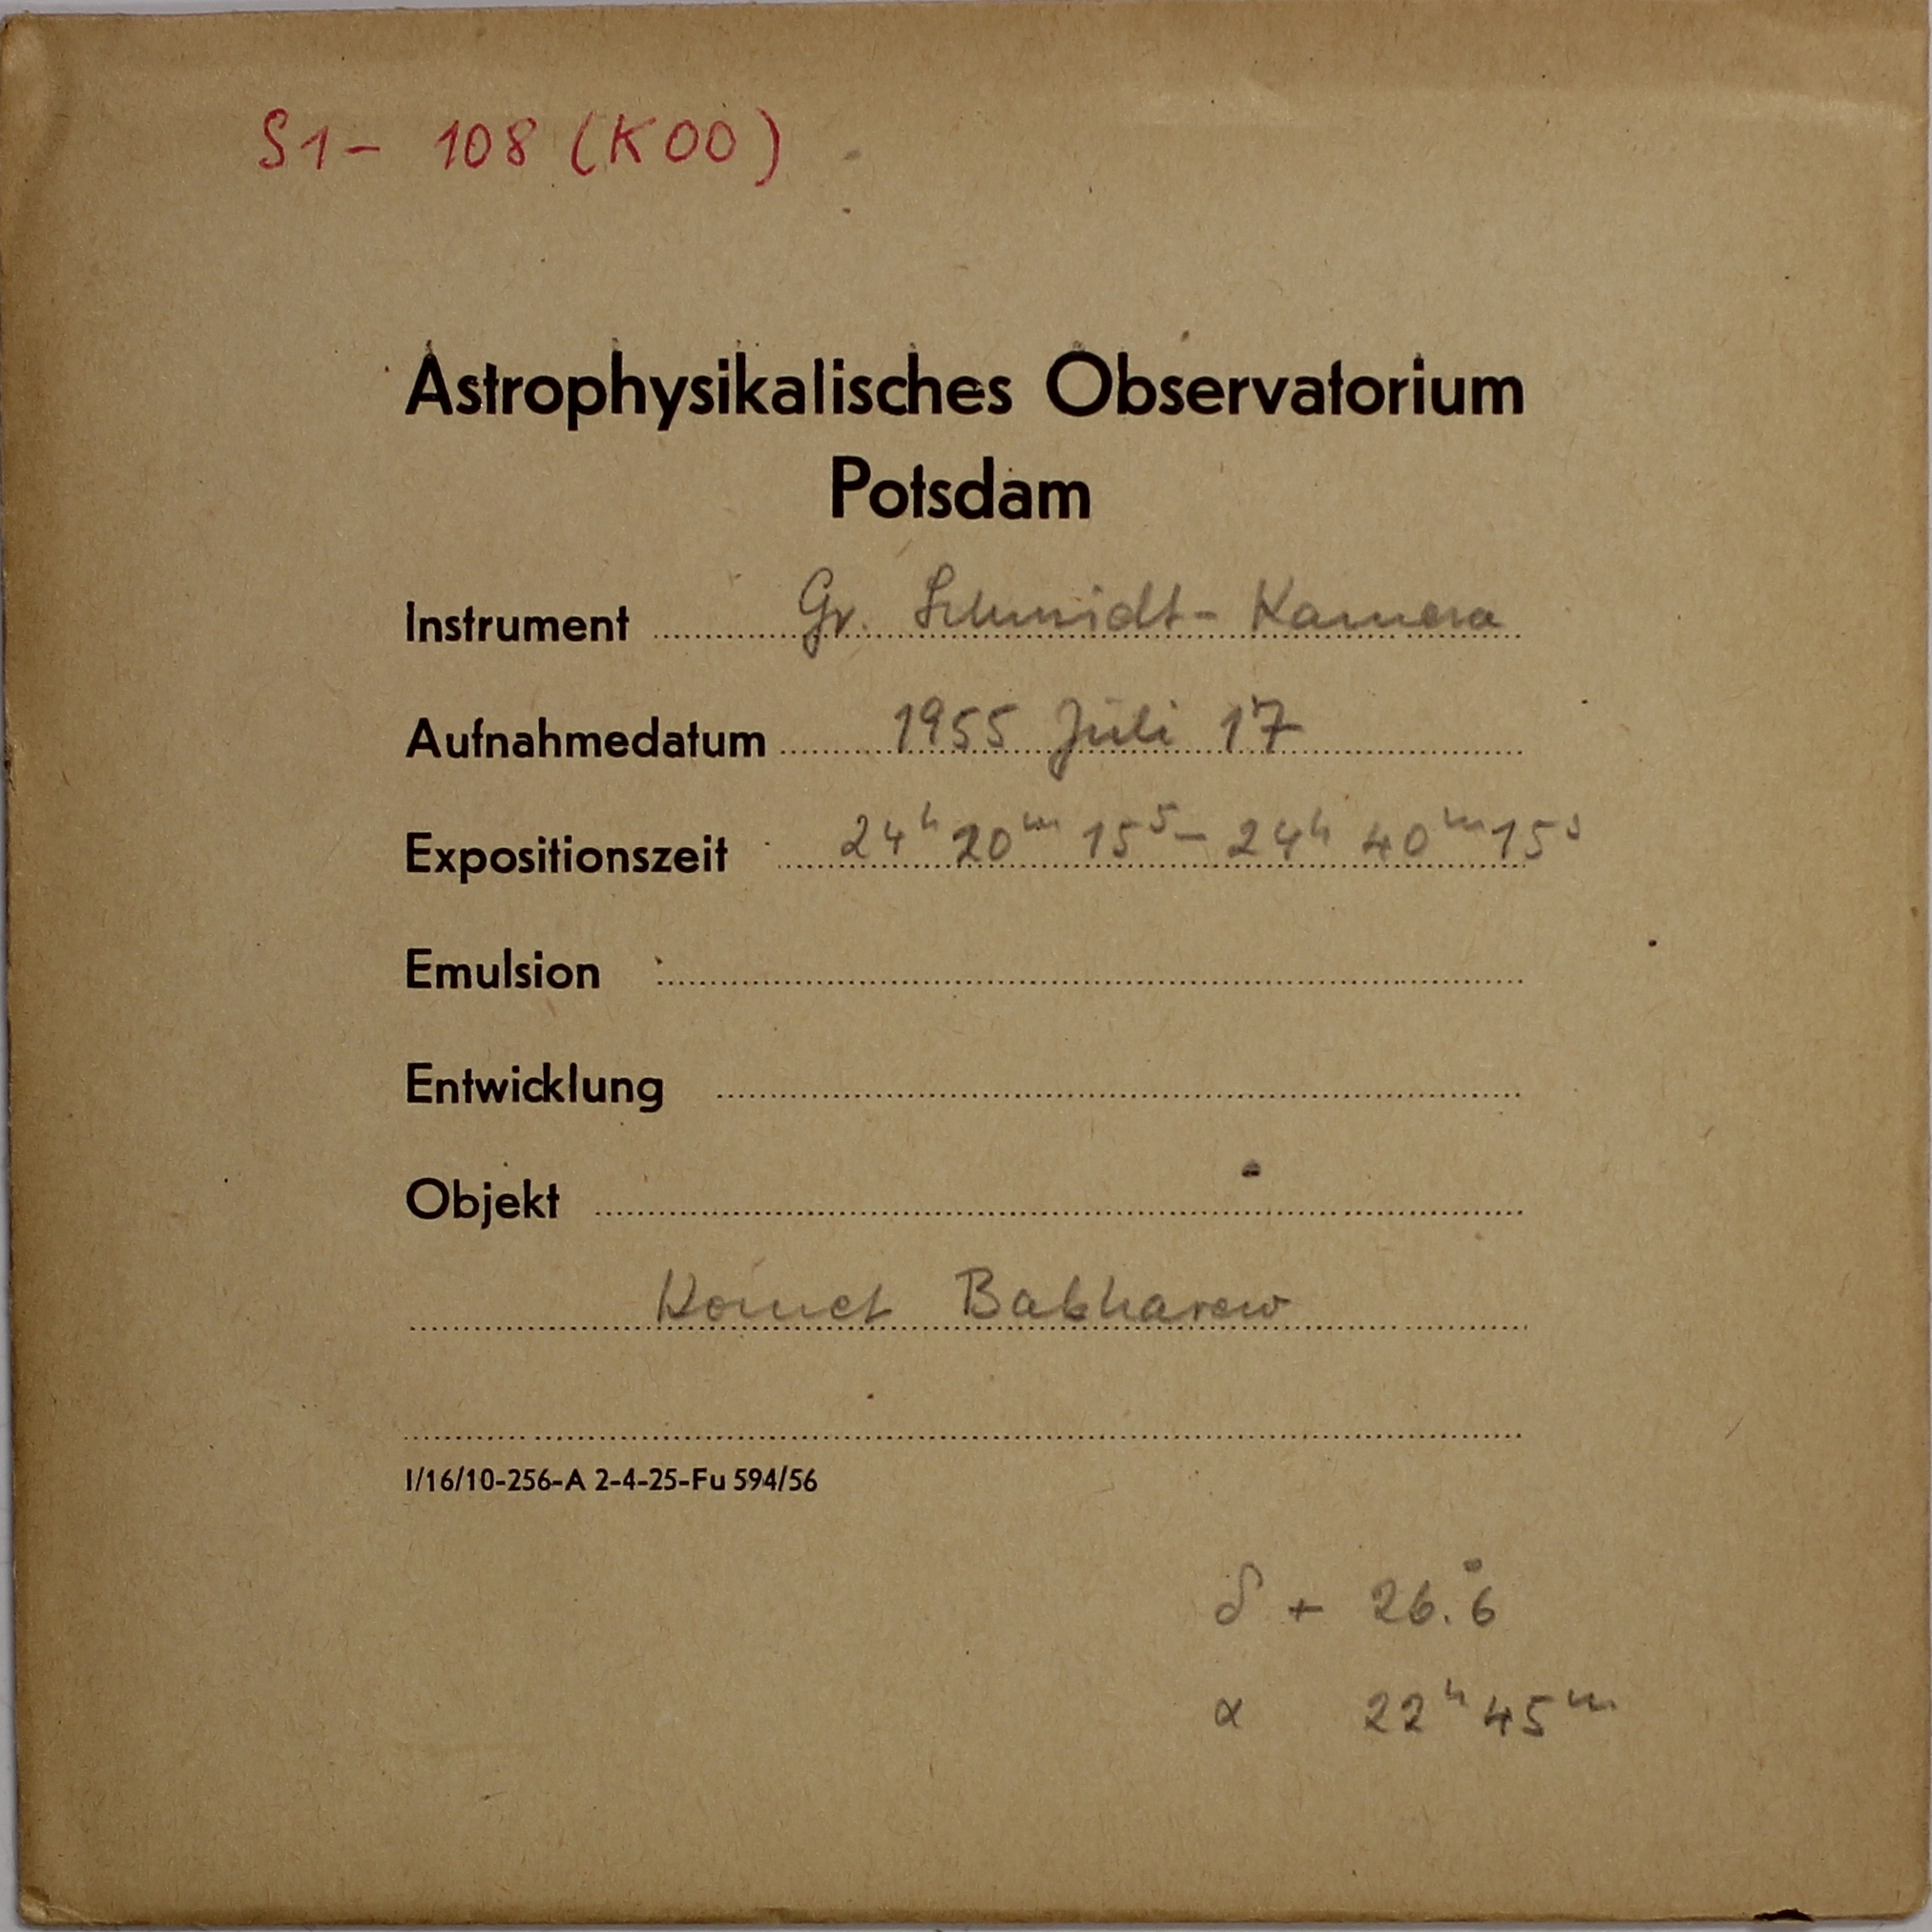 S1- 108 (K00)
Astrophysikalisches Observatorium
Potsdam
Instrument Gr. Schmidt-Kamera
Aufnahmedatum 1955 Juli 17
Expositionszeit 24ʰ 20ᵐ 15ˢ - 24ʰ 40ᵐ 15ˢ
Emulsion
Entwicklung
Objekt
Komet Bakharew
I/16/10-256-A 2-4-25-Fu 594/56
δ + 26.°6
α 22ʰ 45ᵐ